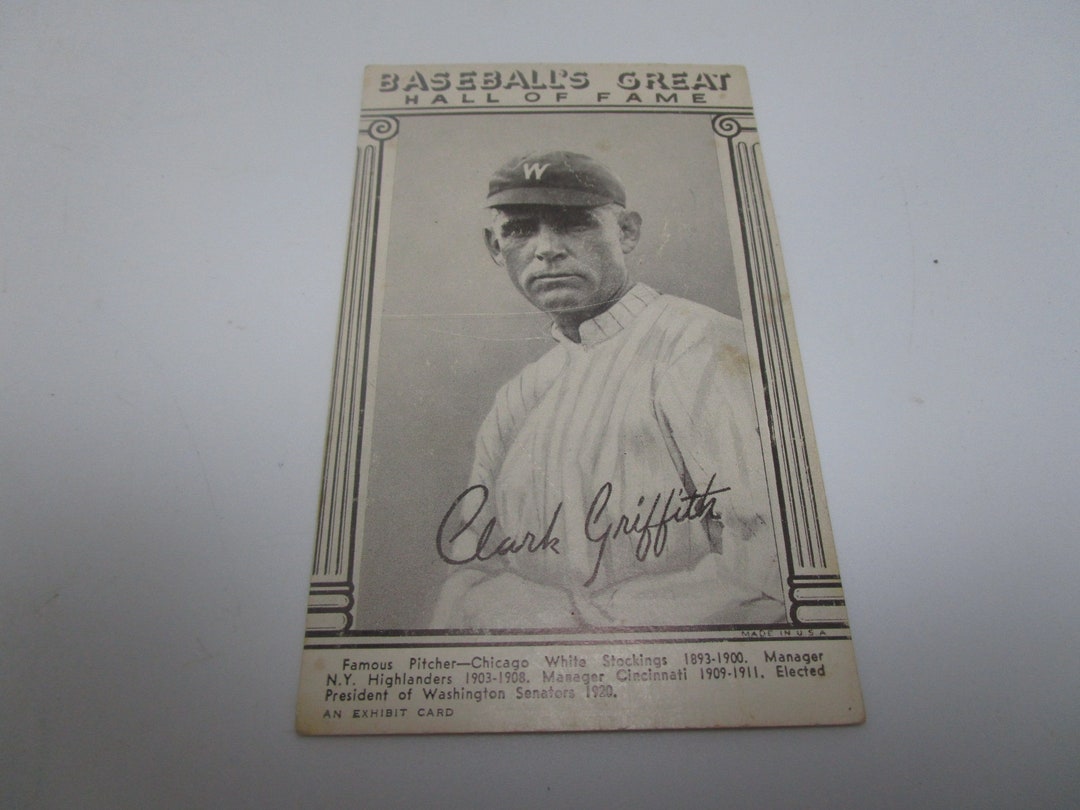 BASEBALL'S GREAT
HALL OF FAME
W
Clark Griffith
MADE IN U S A
Famous Pitcher—Chicago White Stockings 1893-1900. Manager
N.Y. Highlanders 1903-1908. Manager Cincinnati 1909-1911. Elected
President of Washington Senators 1920.
AN EXHIBIT CARD